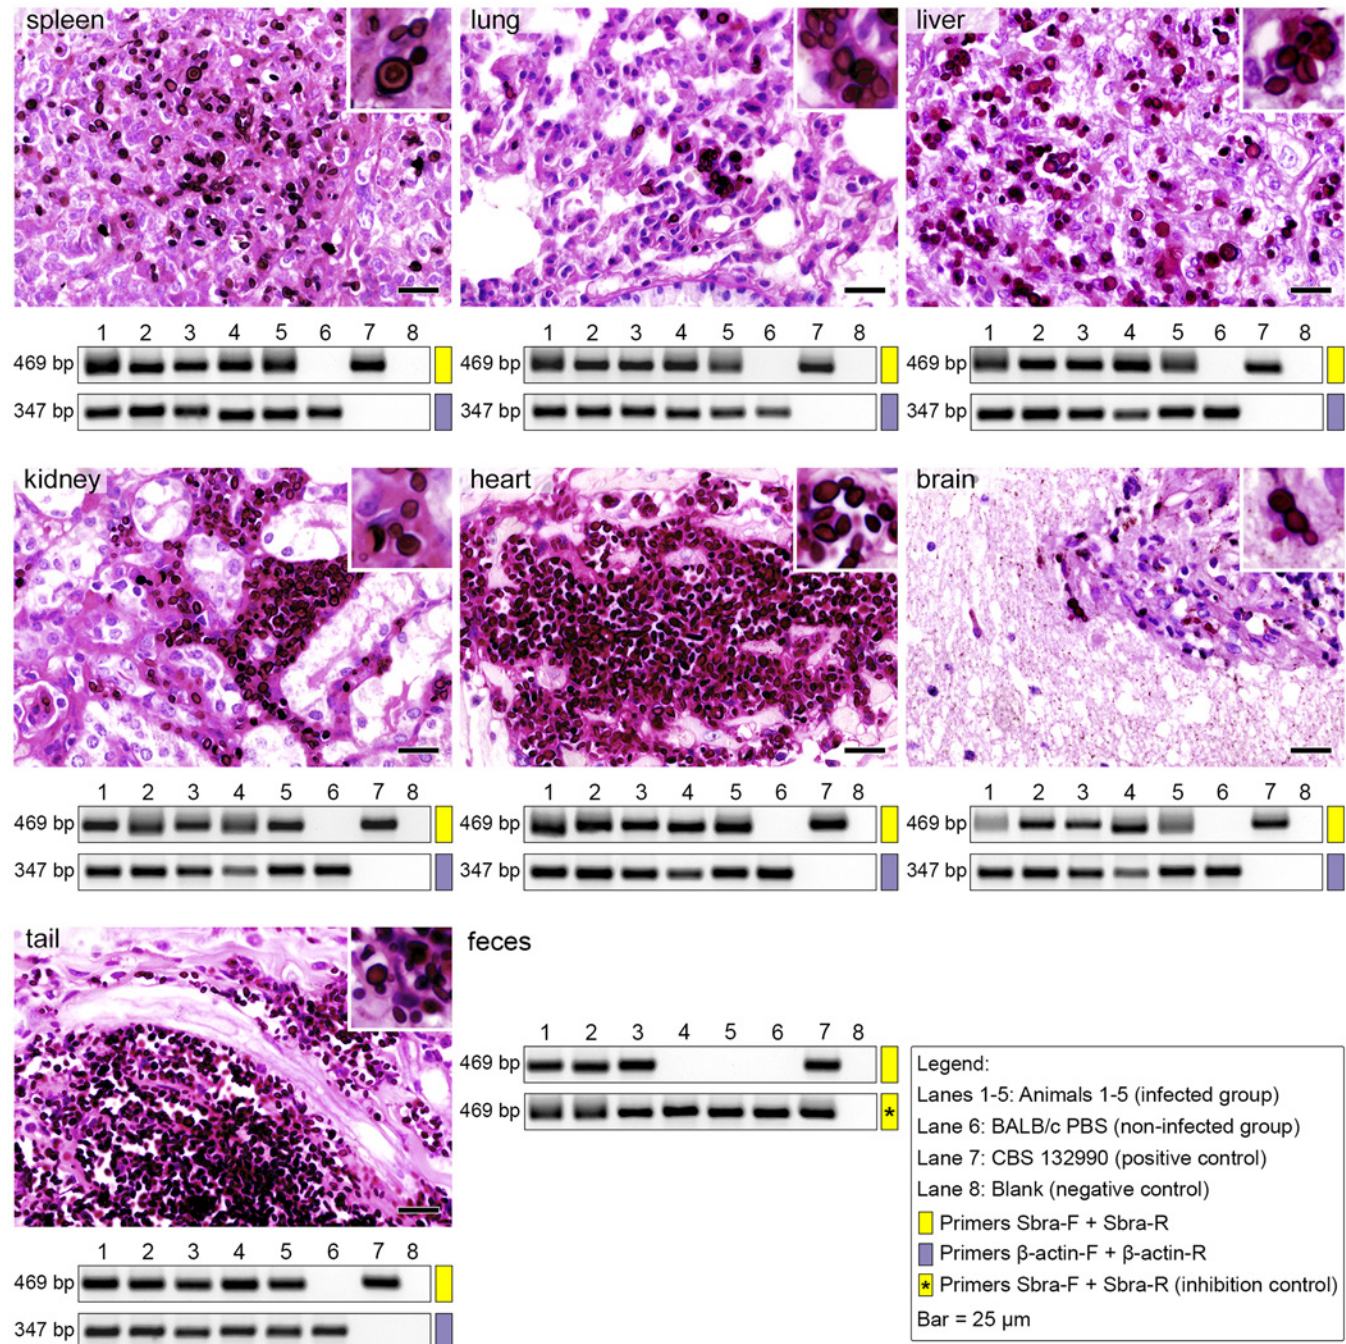 spleen
lung
liver
1 2 3 4 5 6 7 8
469 bp
347 bp
1 2 3 4 5 6 7 8
469 bp
347 bp
1 2 3 4 5 6 7 8
469 bp
347 bp
kidney
heart
brain
1 2 3 4 5 6 7 8
469 bp
347 bp
1 2 3 4 5 6 7 8
469 bp
347 bp
1 2 3 4 5 6 7 8
469 bp
347 bp
tail
1 2 3 4 5 6 7 8
469 bp
347 bp
feces
1 2 3 4 5 6 7 8
469 bp
469 bp
*
Legend:
Lanes 1-5: Animals 1-5 (infected group)
Lane 6: BALB/c PBS (non-infected group)
Lane 7: CBS 132990 (positive control)
Lane 8: Blank (negative control)
Primers Sbra-F + Sbra-R
Primers β-actin-F + β-actin-R
* Primers Sbra-F + Sbra-R (inhibition control)
Bar = 25 µm